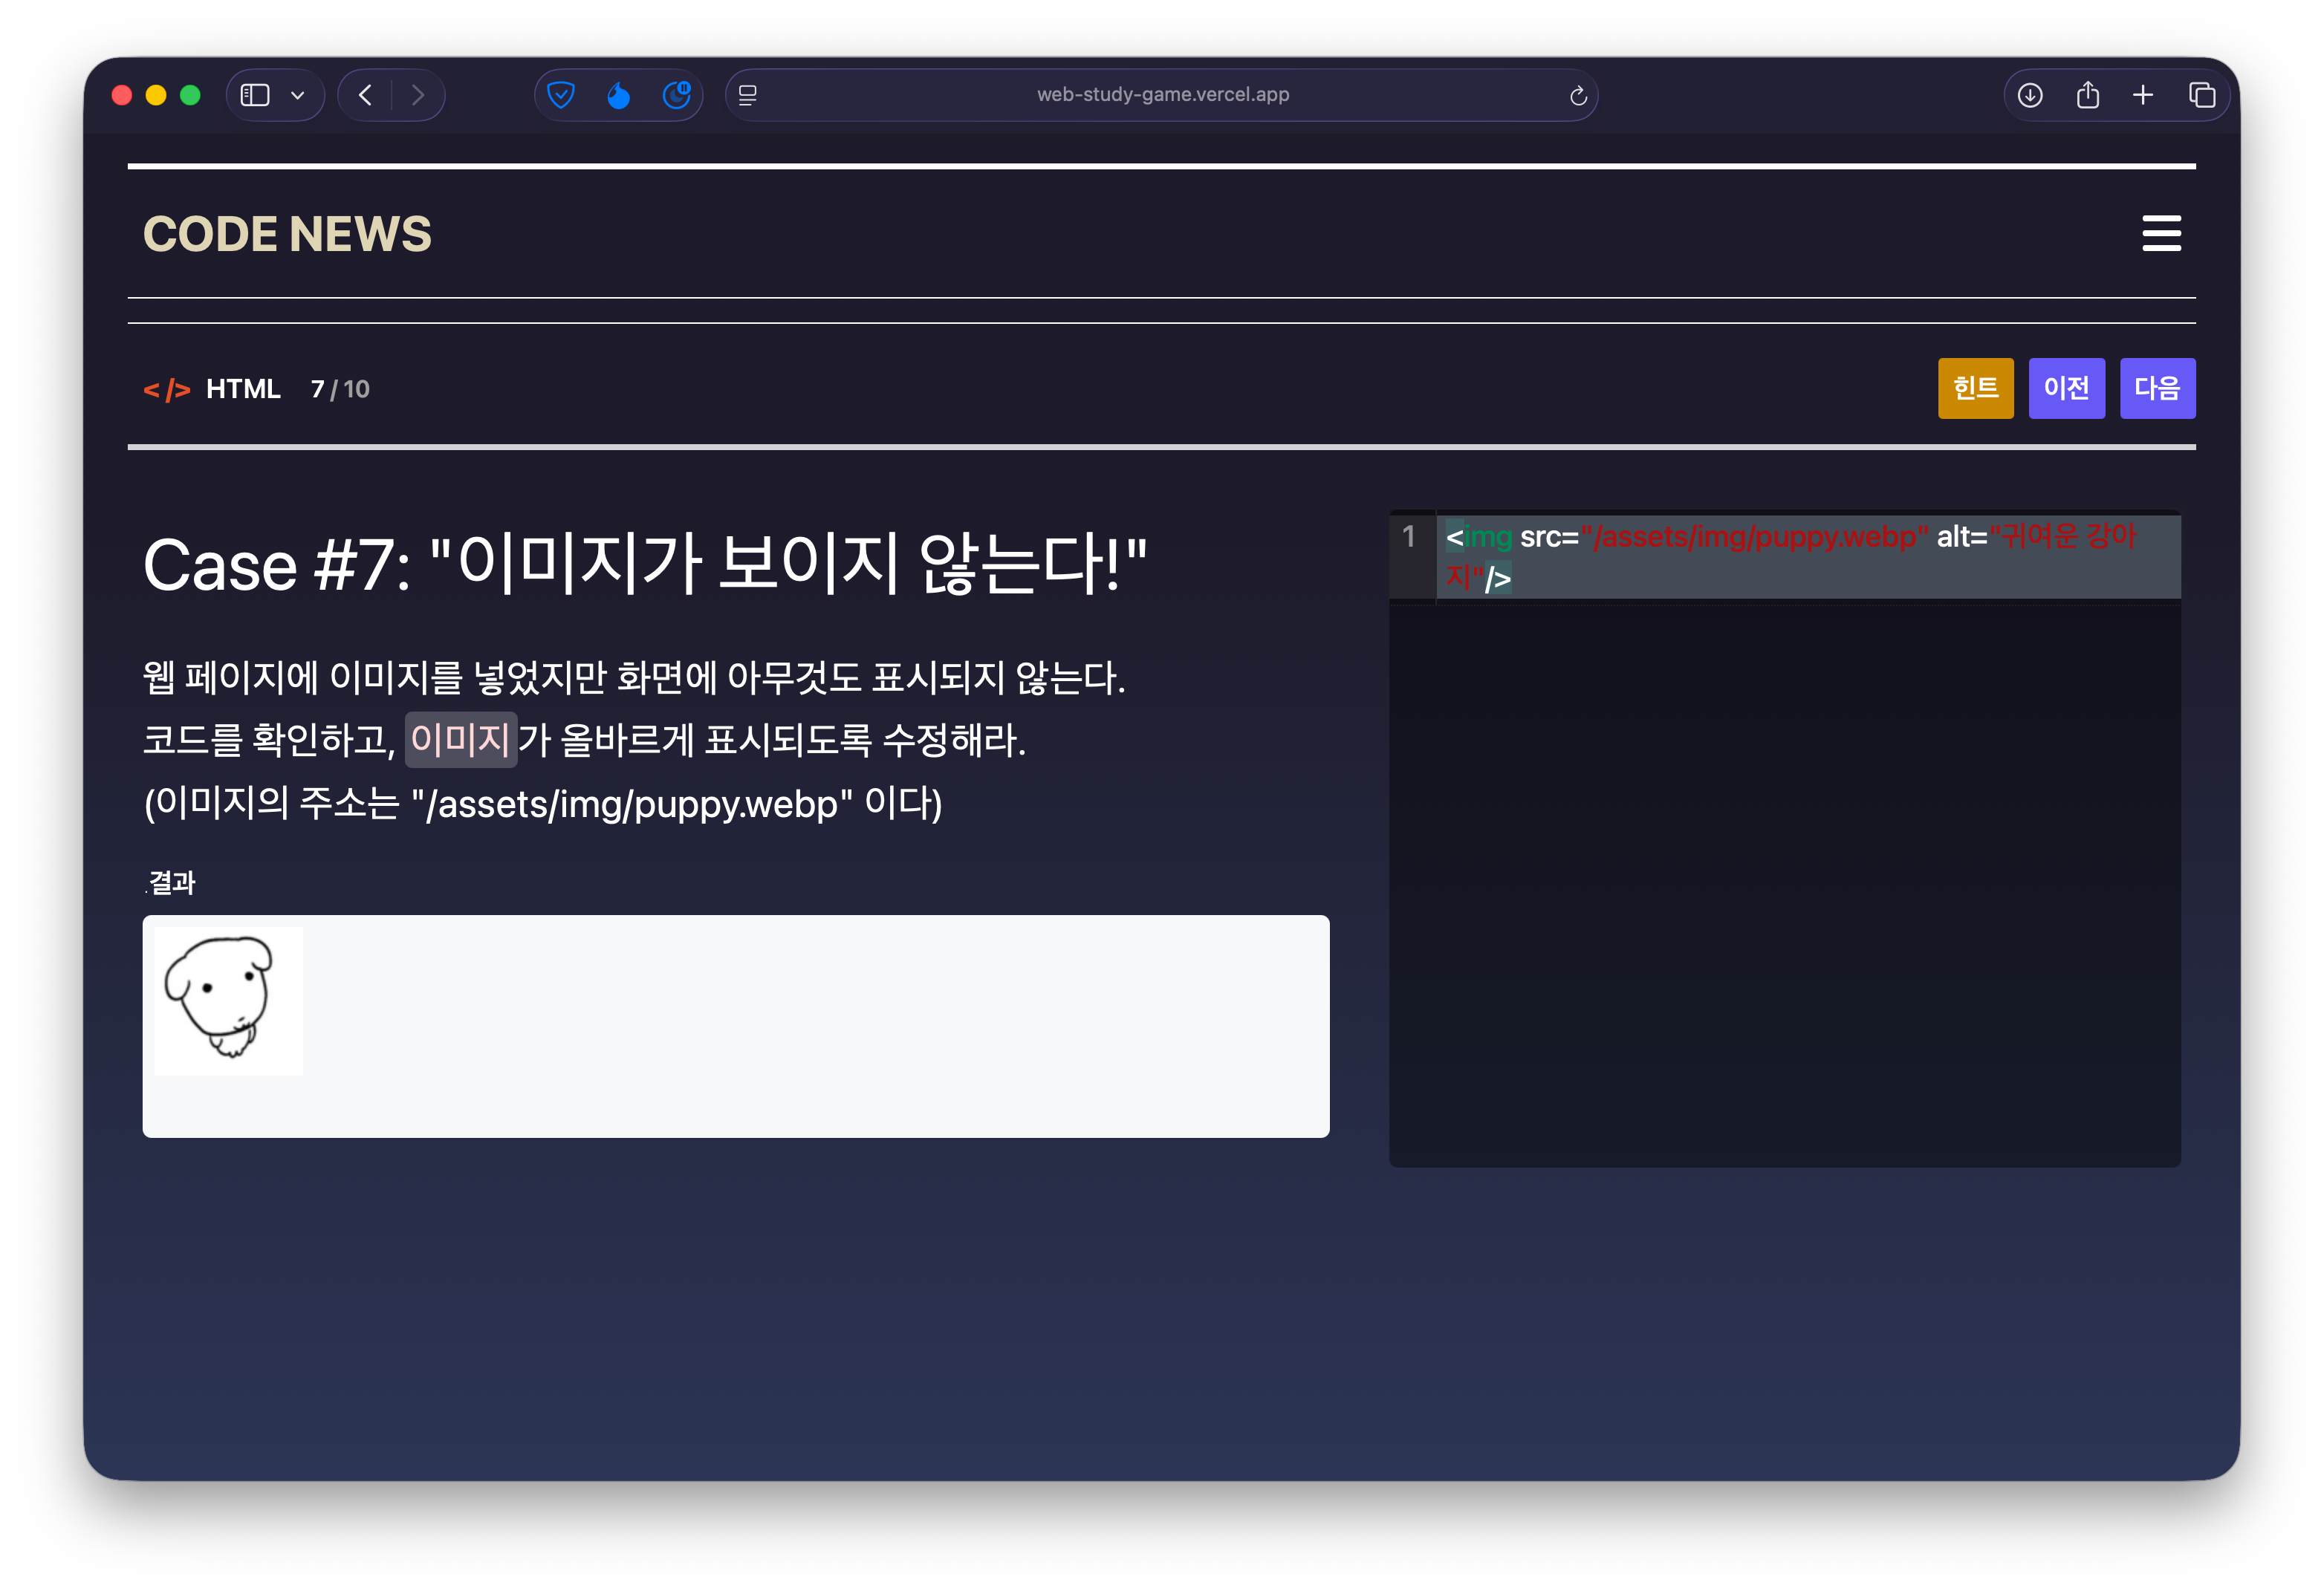 web-study-game.vercel.app
CODE NEWS
</> HTML 7 / 10 힌트 이전 다음
Case #7: "이미지가 보이지 않는다!"
웹 페이지에 이미지를 넣었지만 화면에 아무것도 표시되지 않는다.
코드를 확인하고, 이미지가 올바르게 표시되도록 수정해라.
(이미지의 주소는 "/assets/img/puppy.webp" 이다)
.결과
1 <img src="/assets/img/puppy.webp" alt="귀여운 강아
지"/>